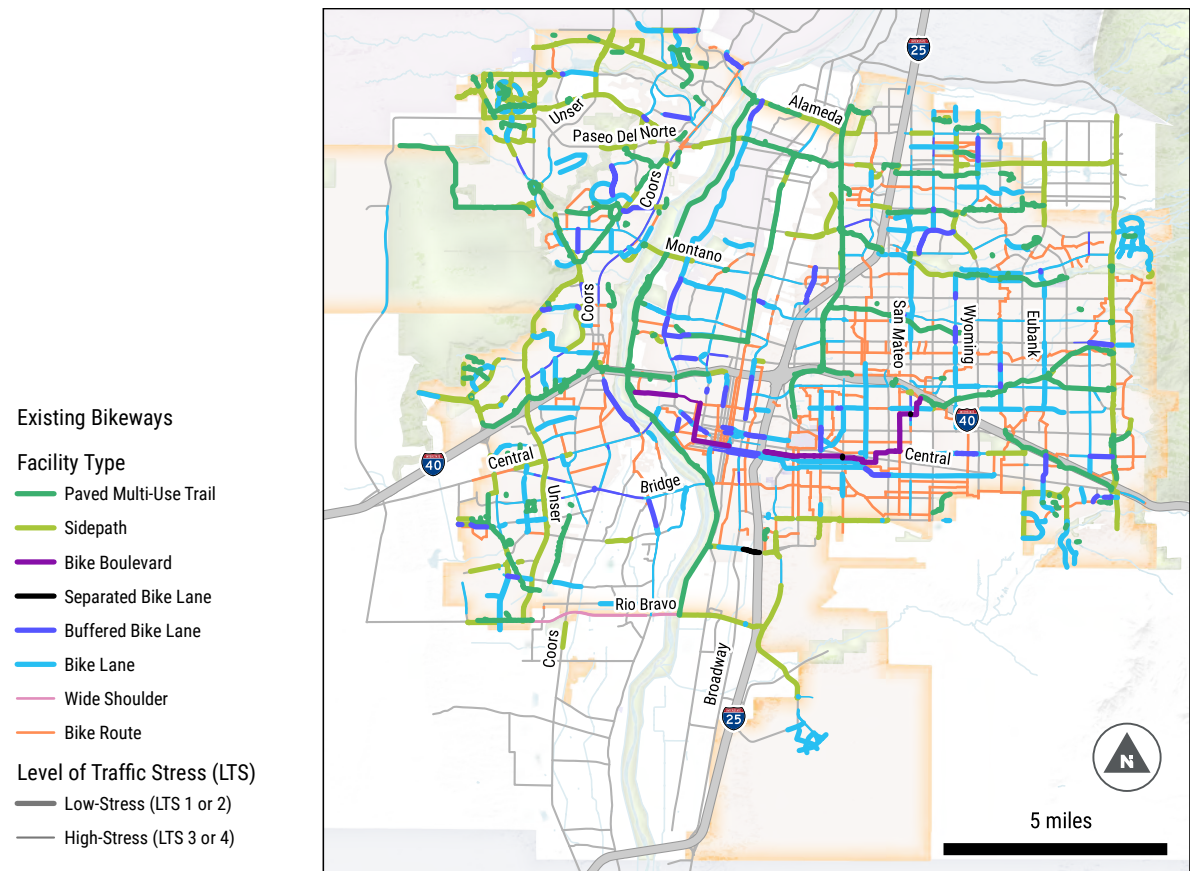 Existing Bikeways
Facility Type
Paved Multi-Use Trail
Sidepath
Bike Boulevard
Separated Bike Lane
Buffered Bike Lane
Bike Lane
Wide Shoulder
Bike Route
Level of Traffic Stress (LTS)
Low-Stress (LTS 1 or 2)
High-Stress (LTS 3 or 4)
25
Alameda
Unser
Paseo Del Norte
Coors
Montano
Coors
San Mateo
Wyoming
Eubank
40
40
Central
Central
Unser
Bridge
Rio Bravo
Coors
Broadway
25
N
5 miles